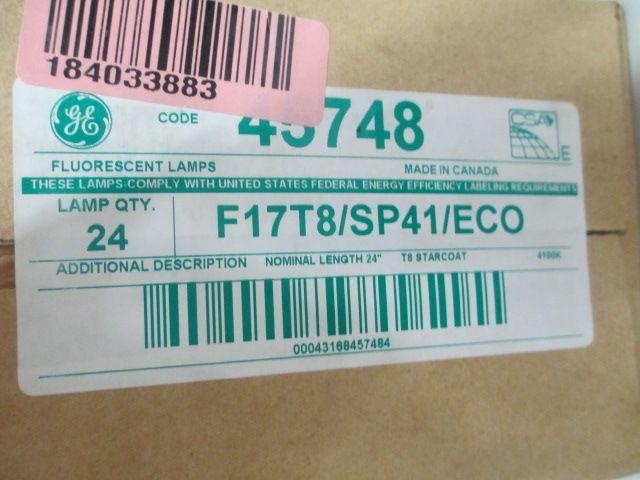 184033883
GE
CODE
45748
CSA
E
FLUORESCENT LAMPS
MADE IN CANADA
THESE LAMPS COMPLY WITH UNITED STATES FEDERAL ENERGY EFFICIENCY LABELING REQUIREMENTS
LAMP QTY.
24
F17T8/SP41/ECO
ADDITIONAL DESCRIPTION NOMINAL LENGTH 24" T8 STARCOAT 4100K
00043168457484